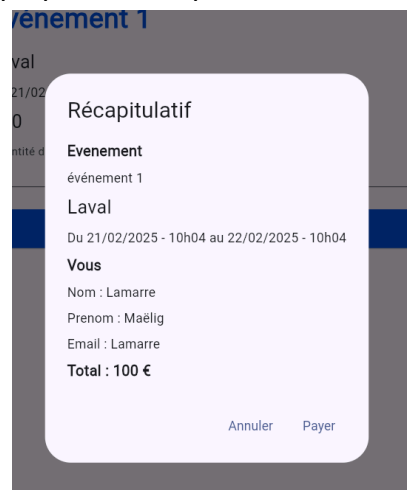 événement 1
val
21/02
0
ntité d
Récapitulatif
Evenement
événement 1
Laval
Du 21/02/2025 - 10h04 au 22/02/2025 - 10h04
Vous
Nom : Lamarre
Prenom : Maëlig
Email : Lamarre
Total : 100 €
Annuler Payer